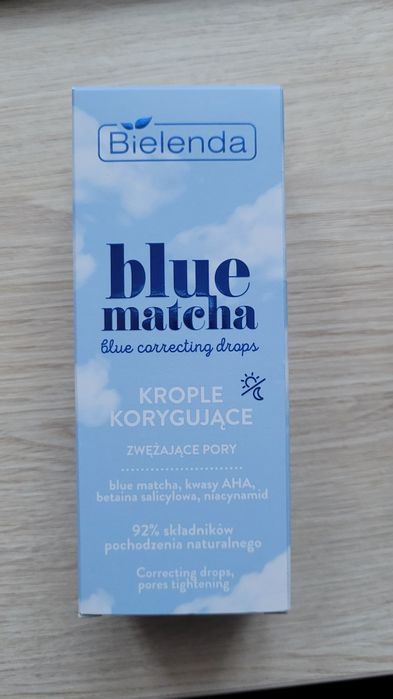 Bielenda
blue
matcha
blue correcting drops
KROPLE
KORYGUJĄCE
ZWĘŻAJĄCE PORY
blue matcha, kwasy AHA,
betaina salicylowa, niacynamid
92% składników
pochodzenia naturalnego
Correcting drops,
pores tightening